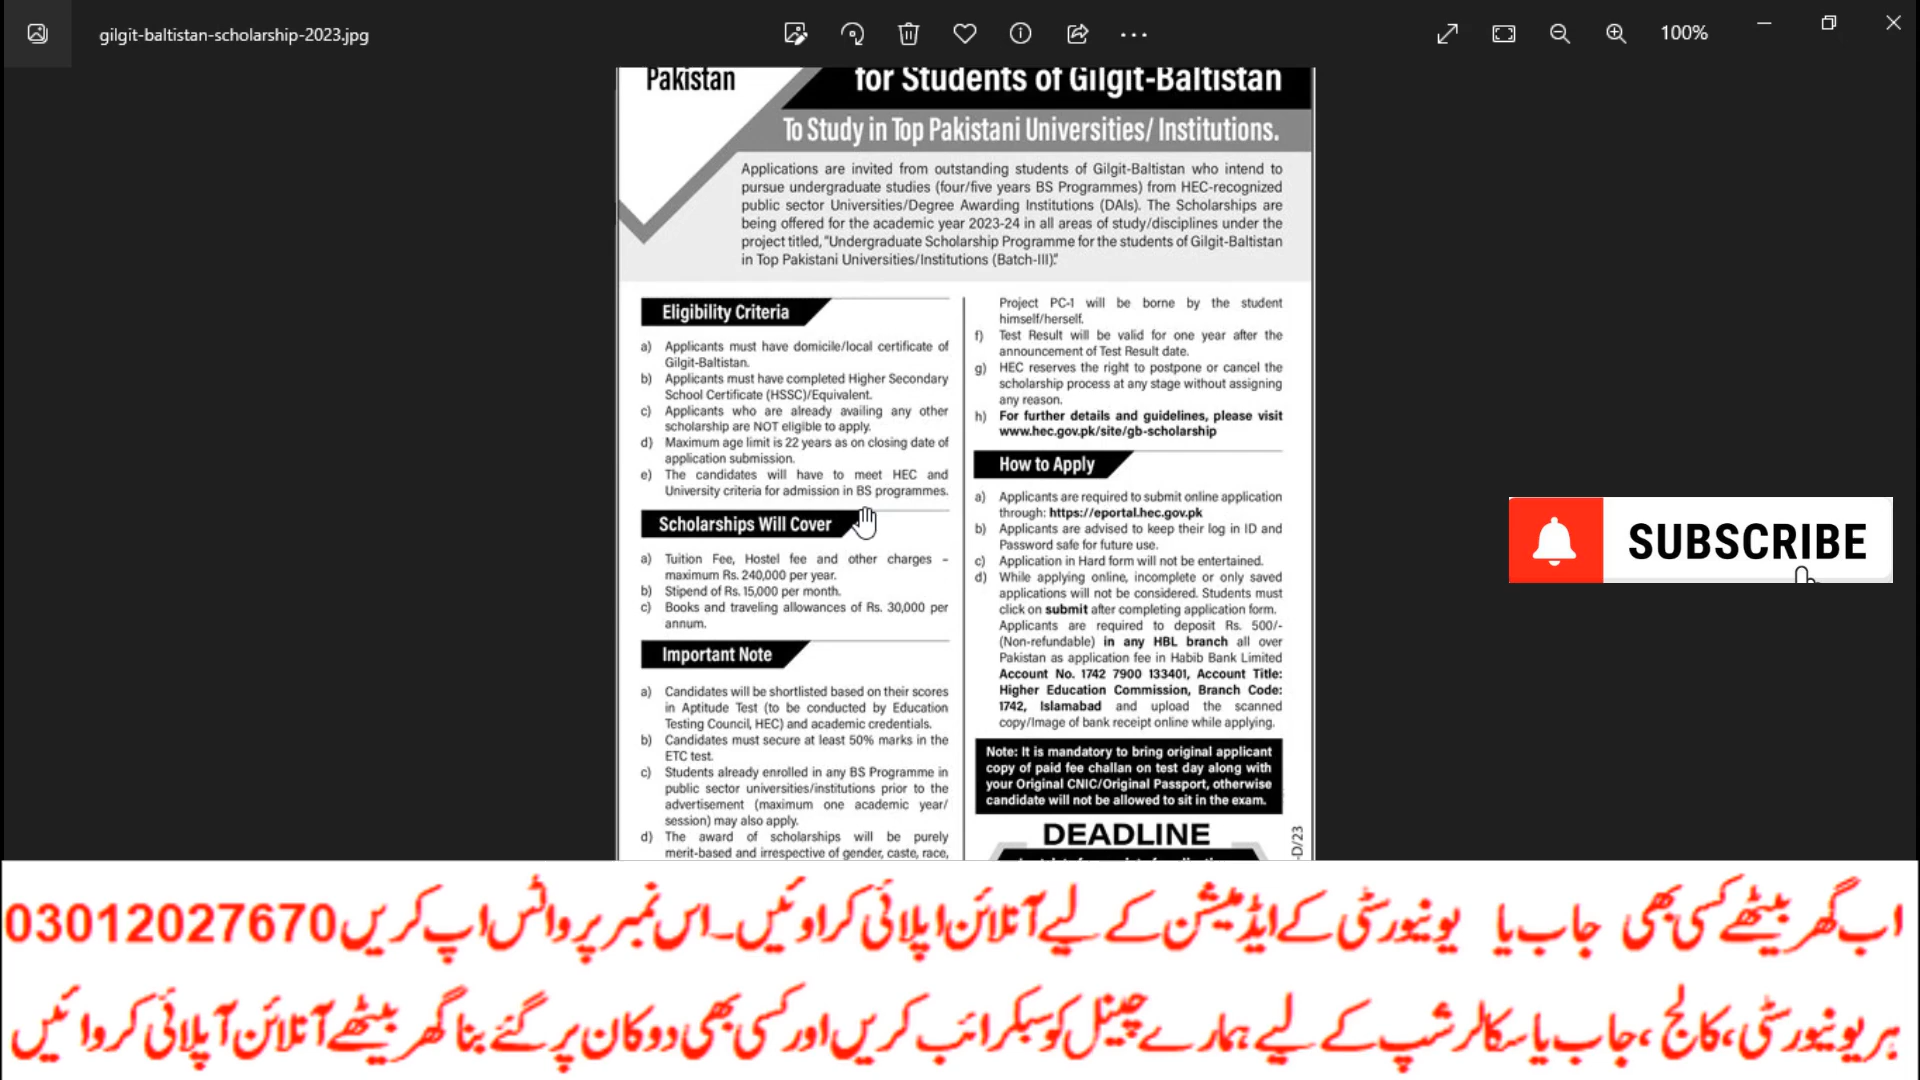 gilgit-baltistan-scholarship-2023.jpg
100%
Pakistan
for Students of Gilgit-Baltistan
To Study in Top Pakistani Universities/ Institutions.
Applications are invited from outstanding students of Gilgit-Baltistan who intend to
pursue undergraduate studies (four/five years BS Programmes) from HEC-recognized
public sector Universities/Degree Awarding Institutions (DAIs). The Scholarships are
being offered for the academic year 2023-24 in all areas of study/disciplines under the
project titled, "Undergraduate Scholarship Programme for the students of Gilgit-Baltistan
in Top Pakistani Universities/Institutions (Batch-III)".
Eligibility Criteria
a) Applicants must have domicile/local certificate of
Gilgit-Baltistan.
b) Applicants must have completed Higher Secondary
School Certificate (HSSC)/Equivalent.
c) Applicants who are already availing any other
scholarship are NOT eligible to apply.
d) Maximum age limit is 22 years as on closing date of
application submission.
e) The candidates will have to meet HEC and
University criteria for admission in BS programmes.
Scholarships Will Cover
a) Tuition Fee, Hostel fee and other charges –
maximum Rs. 240,000 per year.
b) Stipend of Rs. 15,000 per month.
c) Books and traveling allowances of Rs. 30,000 per
annum.
Important Note
a) Candidates will be shortlisted based on their scores
in Aptitude Test (to be conducted by Education
Testing Council, HEC) and academic credentials.
b) Candidates must secure at least 50% marks in the
ETC test.
c) Students already enrolled in any BS Programme in
public sector universities/institutions prior to the
advertisement (maximum one academic year/
session) may also apply.
d) The award of scholarships will be purely
merit-based and irrespective of gender, caste, race,
Project PC-1 will be borne by the student
himself/herself.
f) Test Result will be valid for one year after the
announcement of Test Result date.
g) HEC reserves the right to postpone or cancel the
scholarship process at any stage without assigning
any reason.
h) For further details and guidelines, please visit
www.hec.gov.pk/site/gb-scholarship
How to Apply
a) Applicants are required to submit online application
through: https://eportal.hec.gov.pk
b) Applicants are advised to keep their log in ID and
Password safe for future use.
c) Application in Hard form will not be entertained.
d) While applying online, incomplete or only saved
applications will not be considered. Students must
click on submit after completing application form.
Applicants are required to deposit Rs. 500/-
(Non-refundable) in any HBL branch all over
Pakistan as application fee in Habib Bank Limited
Account No. 1742 7900 133401, Account Title:
Higher Education Commission, Branch Code:
1742, Islamabad and upload the scanned
copy/Image of bank receipt online while applying.
Note: It is mandatory to bring original applicant
copy of paid fee challan on test day along with
your Original CNIC/Original Passport, otherwise
candidate will not be allowed to sit in the exam.
DEADLINE
-D/23
SUBSCRIBE
اب گھر بیٹھے کسی بھی جاب یا یونیورسٹی کے ایڈمیشن کے لیے آنلائن اپلائی کراوئیں۔ اس نمبر پر واٹس اپ کریں 03012027670
ہر یونیورسٹی، کالج ، جاب یا سکالرشپ کے لیے ہمارے چینل کو سبکرائب کریں اور کسی بھی دوکان پر گئے بنا گھر بیٹھے آنلائن آپلائی کروائیں